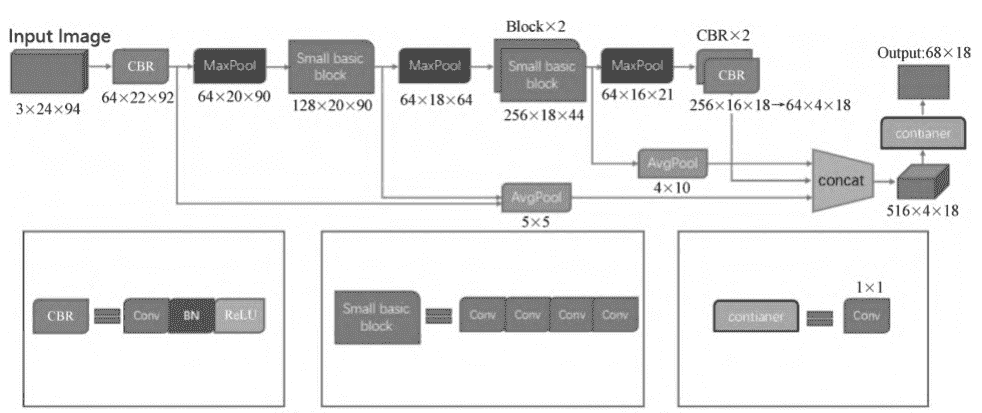 Input Image
3×24×94
CBR
64×22×92
MaxPool
64×20×90
Small basic
block
128×20×90
MaxPool
64×18×64
Block×2
Small basic
block
256×18×44
MaxPool
64×16×21
CBR×2
CBR
256×16×18→64×4×18
Output:68×18
contianer
516×4×18
concat
AvgPool
4×10
AvgPool
5×5
CBR
Conv
BN
ReLU
Small basic
block
Conv
Conv
Conv
Conv
contianer
1×1
Conv